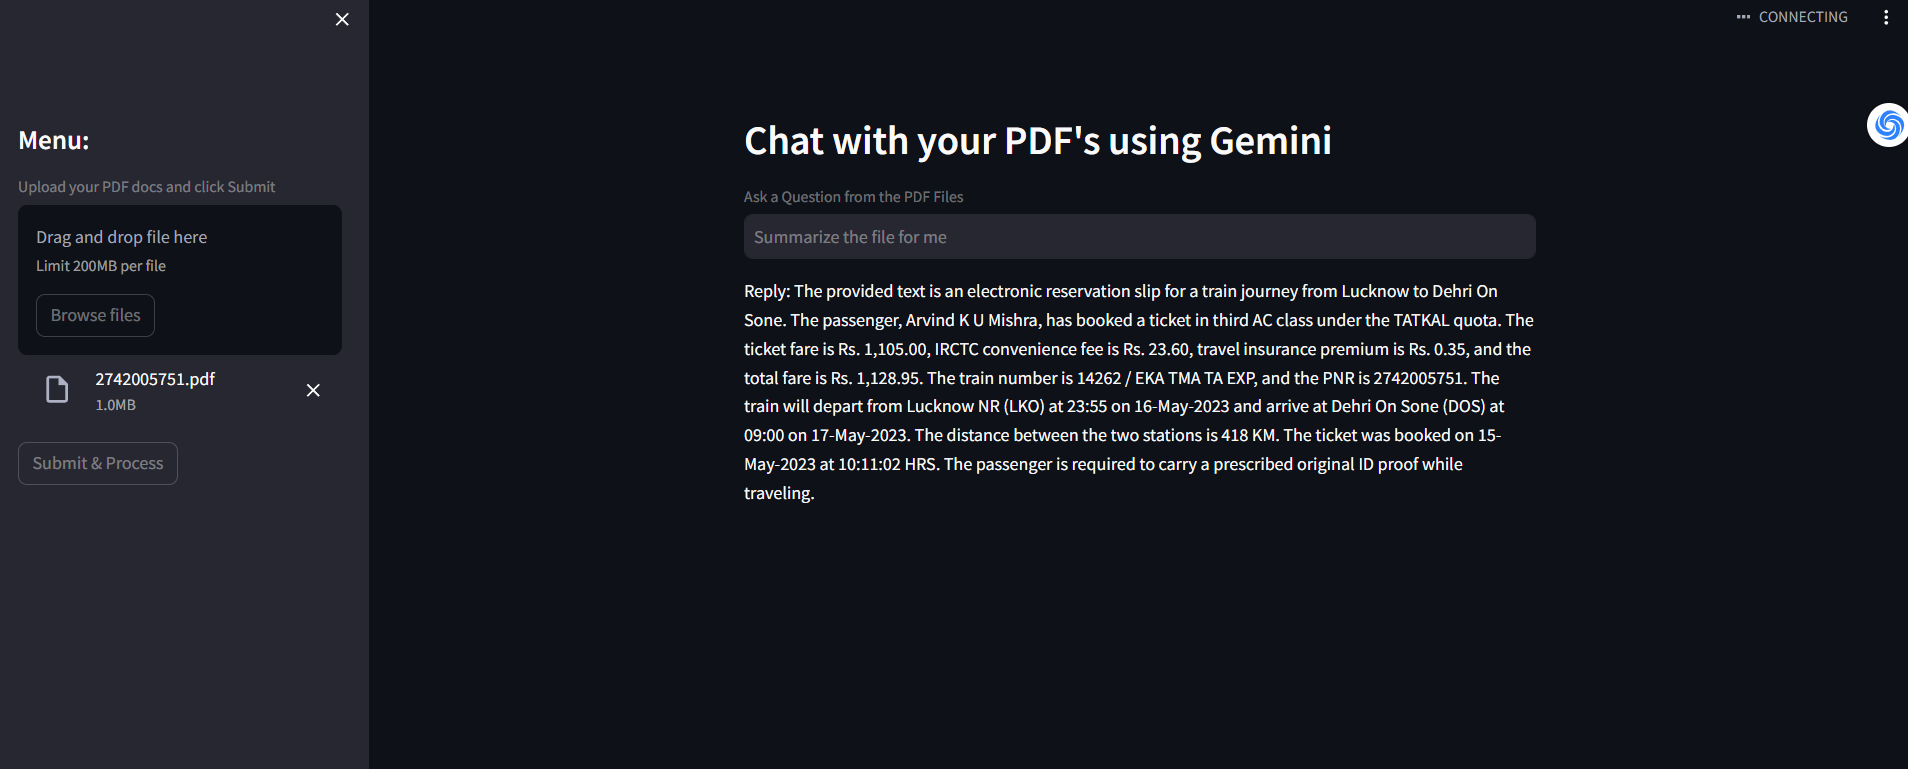 CONNECTING
Menu:
Upload your PDF docs and click Submit
Drag and drop file here
Limit 200MB per file
Browse files
2742005751.pdf
1.0MB
Submit & Process
Chat with your PDF's using Gemini
Ask a Question from the PDF Files
Summarize the file for me
Reply: The provided text is an electronic reservation slip for a train journey from Lucknow to Dehri On
Sone. The passenger, Arvind K U Mishra, has booked a ticket in third AC class under the TATKAL quota. The
ticket fare is Rs. 1,105.00, IRCTC convenience fee is Rs. 23.60, travel insurance premium is Rs. 0.35, and the
total fare is Rs. 1,128.95. The train number is 14262 / EKA TMA TA EXP, and the PNR is 2742005751. The
train will depart from Lucknow NR (LKO) at 23:55 on 16-May-2023 and arrive at Dehri On Sone (DOS) at
09:00 on 17-May-2023. The distance between the two stations is 418 KM. The ticket was booked on 15-
May-2023 at 10:11:02 HRS. The passenger is required to carry a prescribed original ID proof while
traveling.